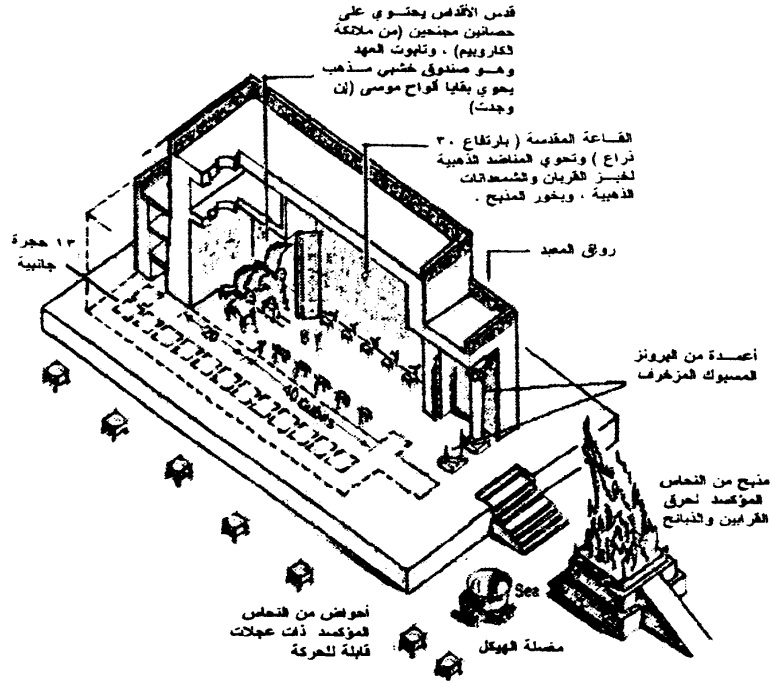 قدس الأقداس يحتوي على
حصانين مجنحين (من ملائكة
الكاروبيم) ، وتابوت العهد
وهو صندوق خشبي مذهب
يحوي بقايا ألواح موسى (إن
وجدت)
القاعة المقدسة ( بارتفاع ٣٠
ذراع ) وتحوي المناضد الذهبية
لخبز القربان والشمعدانات
الذهبية ، وبخور المذبح .
رواق المعبد
١٣ حجرة
جانبية
أعمدة من البرونز
المسبوك المزخرف
20
40 Cubits
مذبح من النحاس
المؤكسد لحرق
القرابين والذبائح
Sea
أحواض من النحاس
المؤكسد ذات عجلات
قابلة للحركة
مغسلة الهيكل